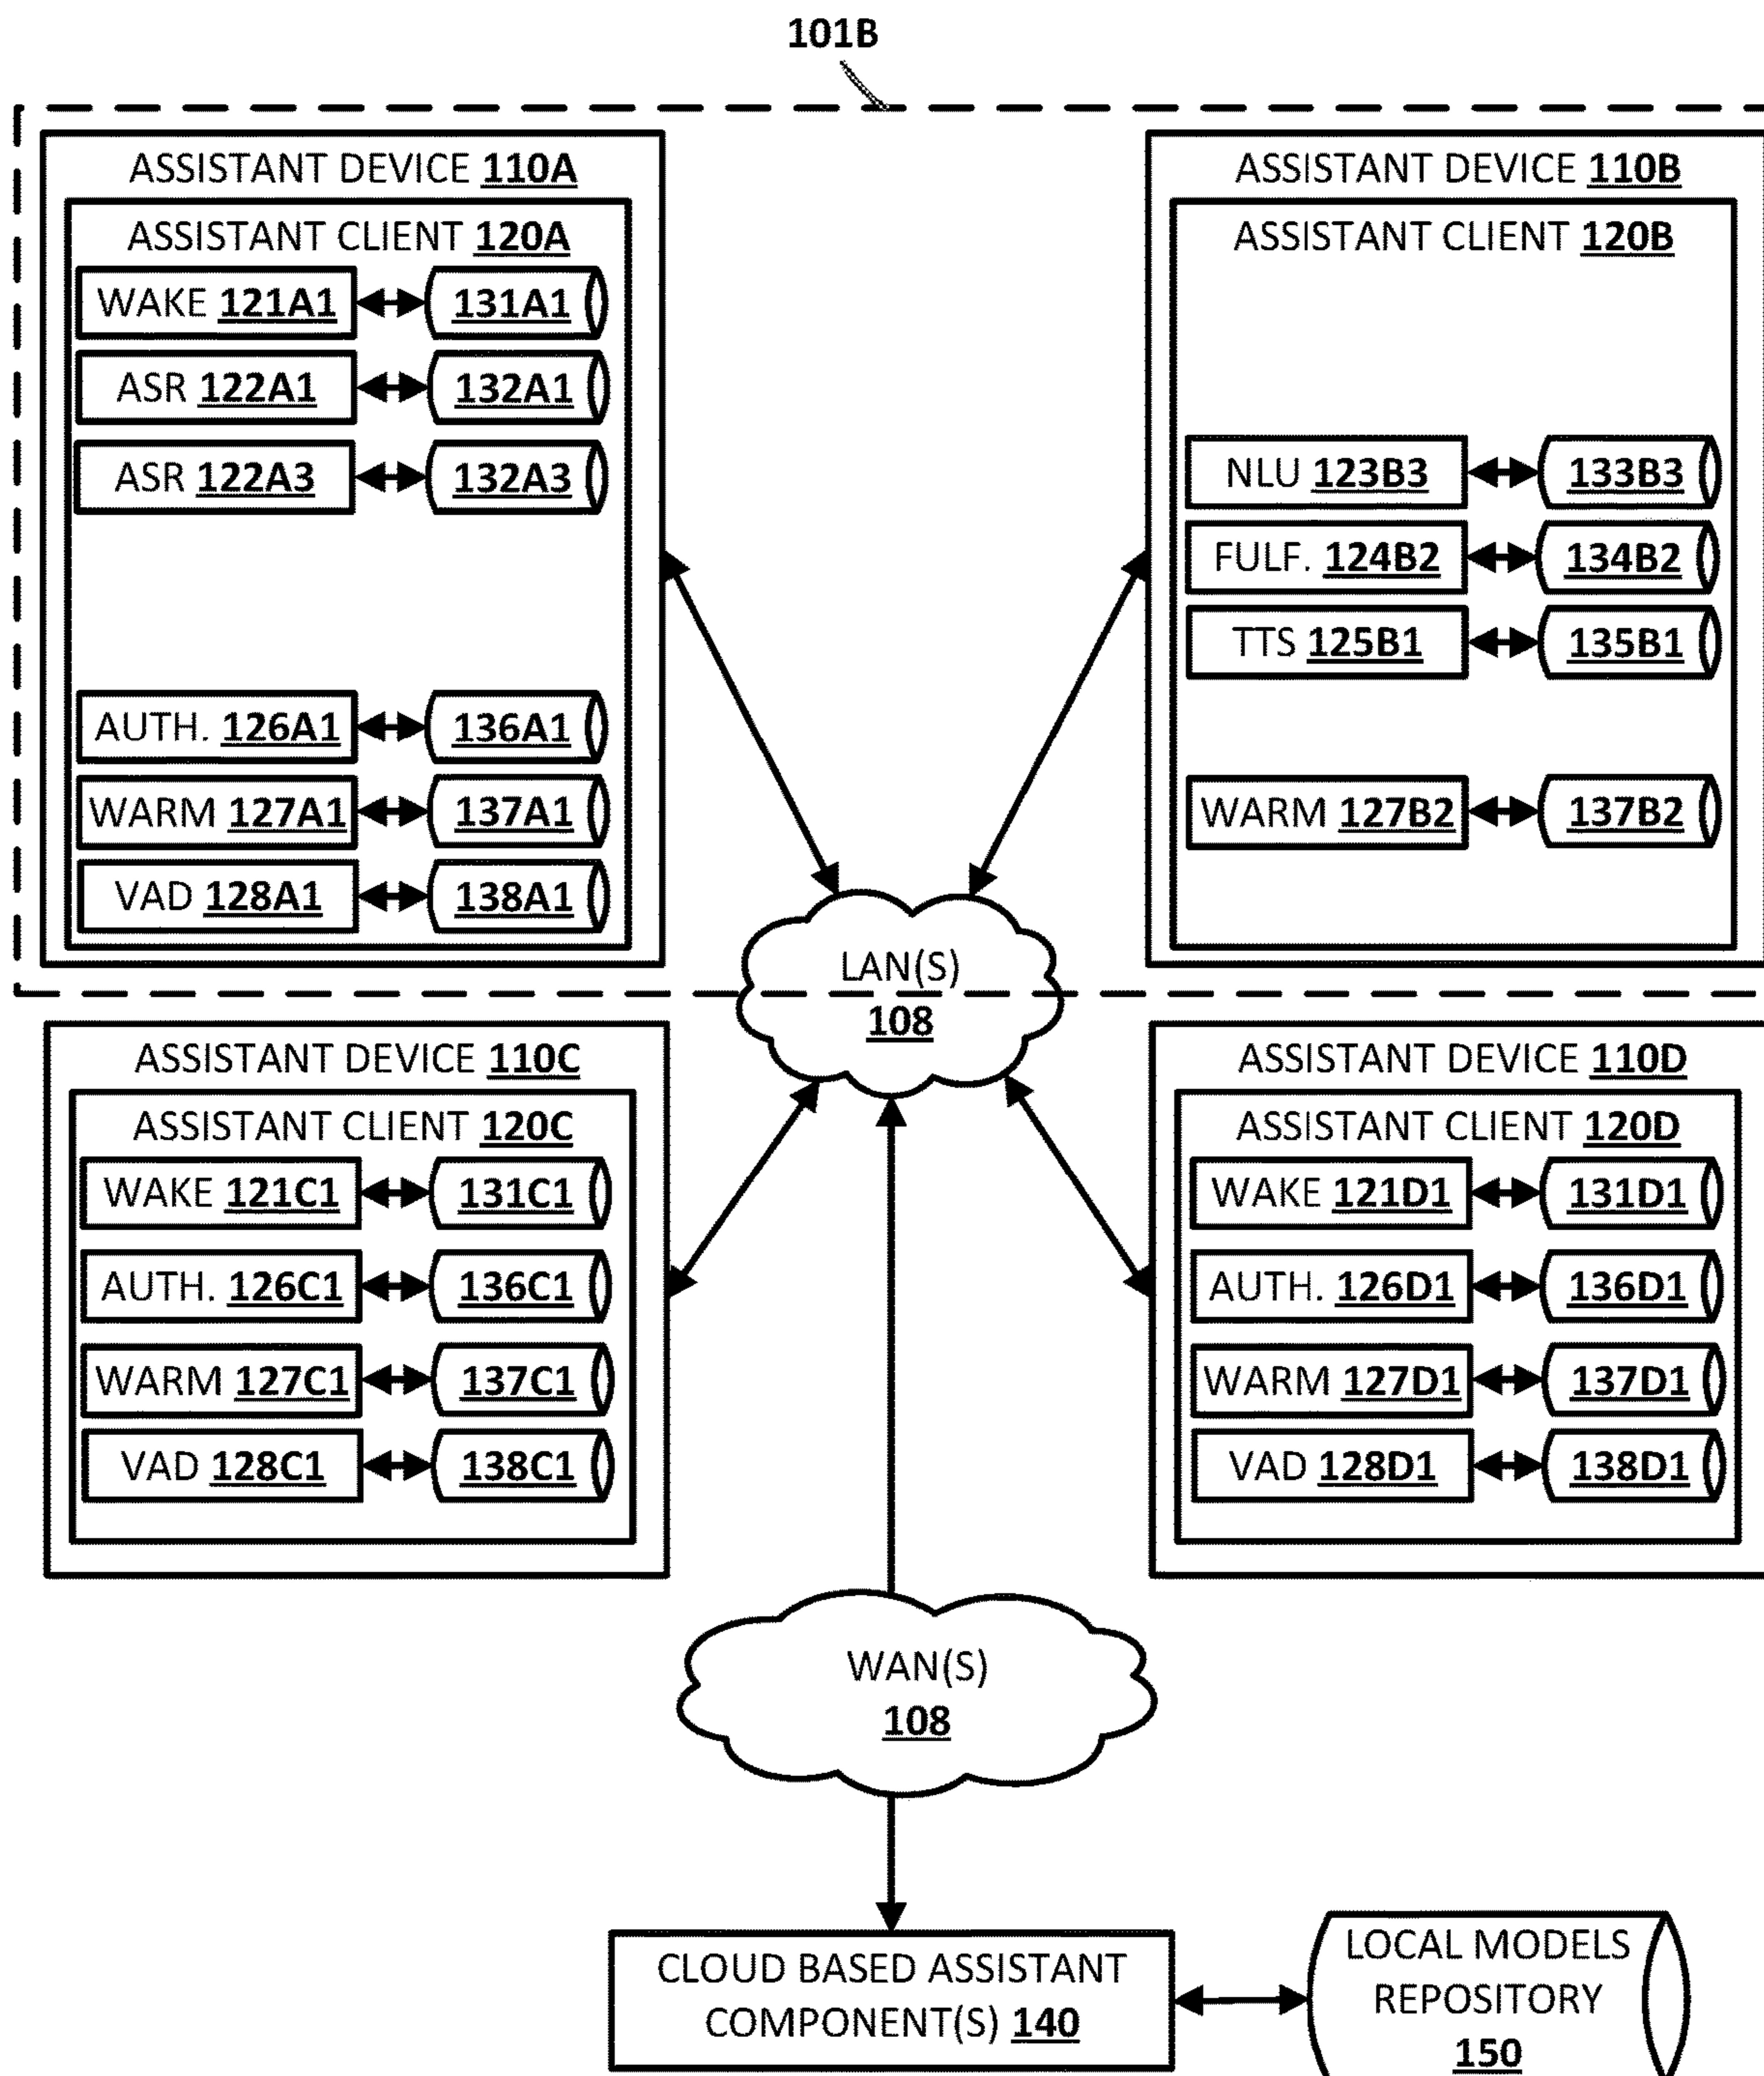 101B
ASSISTANT DEVICE 110A
ASSISTANT CLIENT 120A
WAKE 121A1 131A1
ASR 122A1 132A1
ASR 122A3 132A3
AUTH. 126A1 136A1
WARM 127A1 137A1
VAD 128A1 138A1
ASSISTANT DEVICE 110B
ASSISTANT CLIENT 120B
NLU 123B3 133B3
FULF. 124B2 134B2
TTS 125B1 135B1
WARM 127B2 137B2
LAN(S)
108
ASSISTANT DEVICE 110C
ASSISTANT CLIENT 120C
WAKE 121C1 131C1
AUTH. 126C1 136C1
WARM 127C1 137C1
VAD 128C1 138C1
ASSISTANT DEVICE 110D
ASSISTANT CLIENT 120D
WAKE 121D1 131D1
AUTH. 126D1 136D1
WARM 127D1 137D1
VAD 128D1 138D1
WAN(S)
108
CLOUD BASED ASSISTANT
COMPONENT(S) 140
LOCAL MODELS
REPOSITORY
150